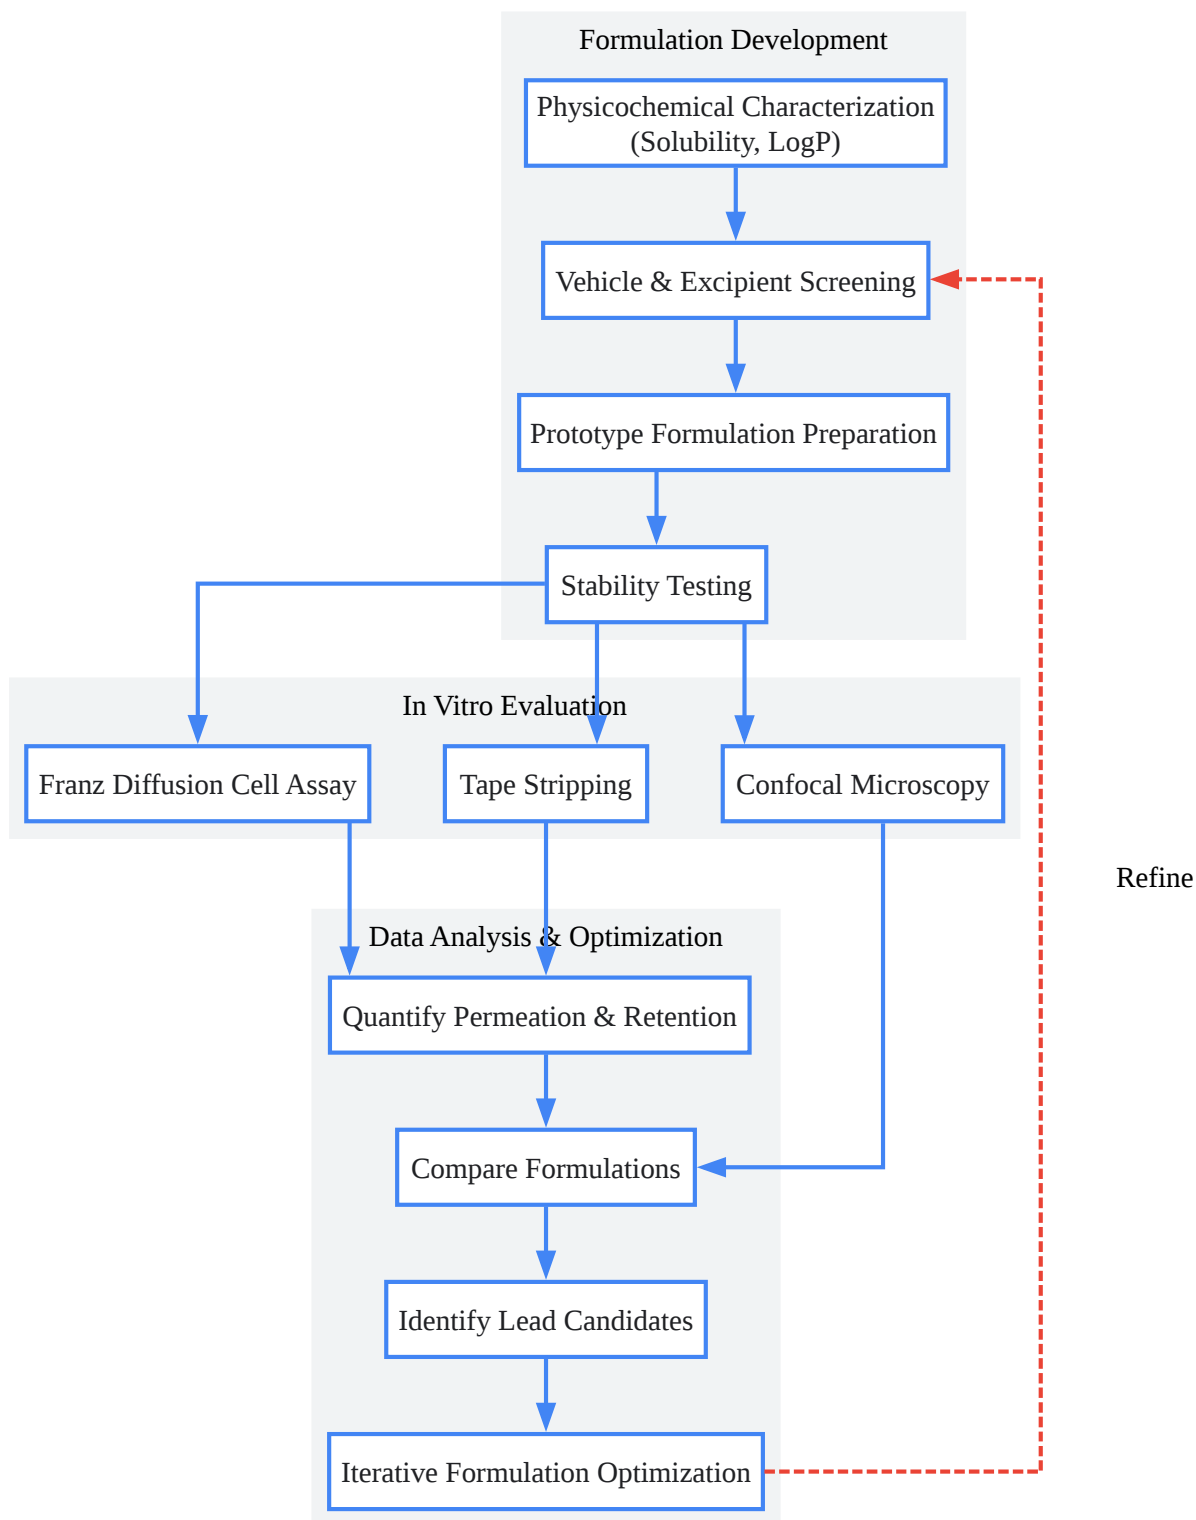 Formulation Development
Physicochemical Characterization
(Solubility, LogP)
Vehicle & Excipient Screening
Prototype Formulation Preparation
Stability Testing
In Vitro Evaluation
Franz Diffusion Cell Assay
Tape Stripping
Confocal Microscopy
Refine
Data Analysis & Optimization
Quantify Permeation & Retention
Compare Formulations
Identify Lead Candidates
Iterative Formulation Optimization